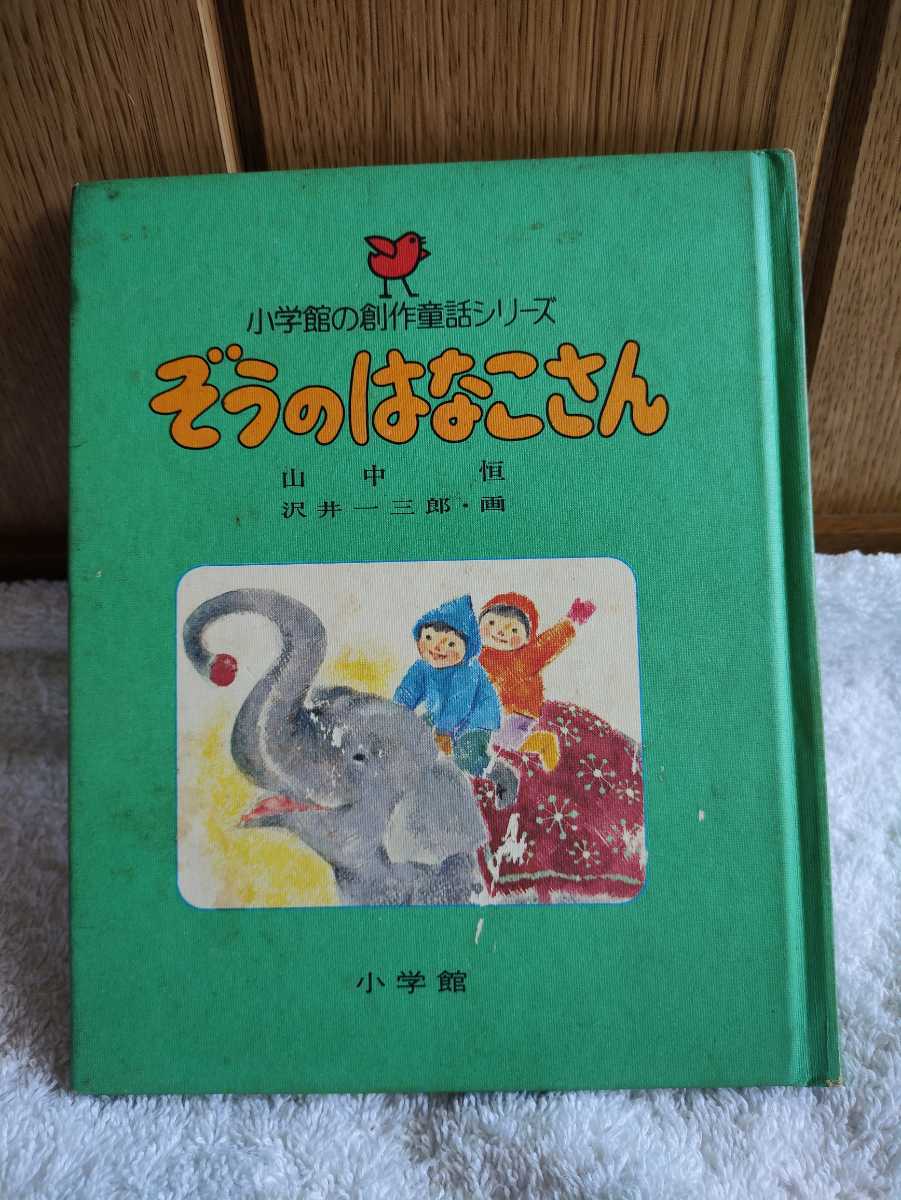 小学館の創作童話シリーズ
ぞうのはなこさん
山中 恒
沢井一三郎・画
小学館